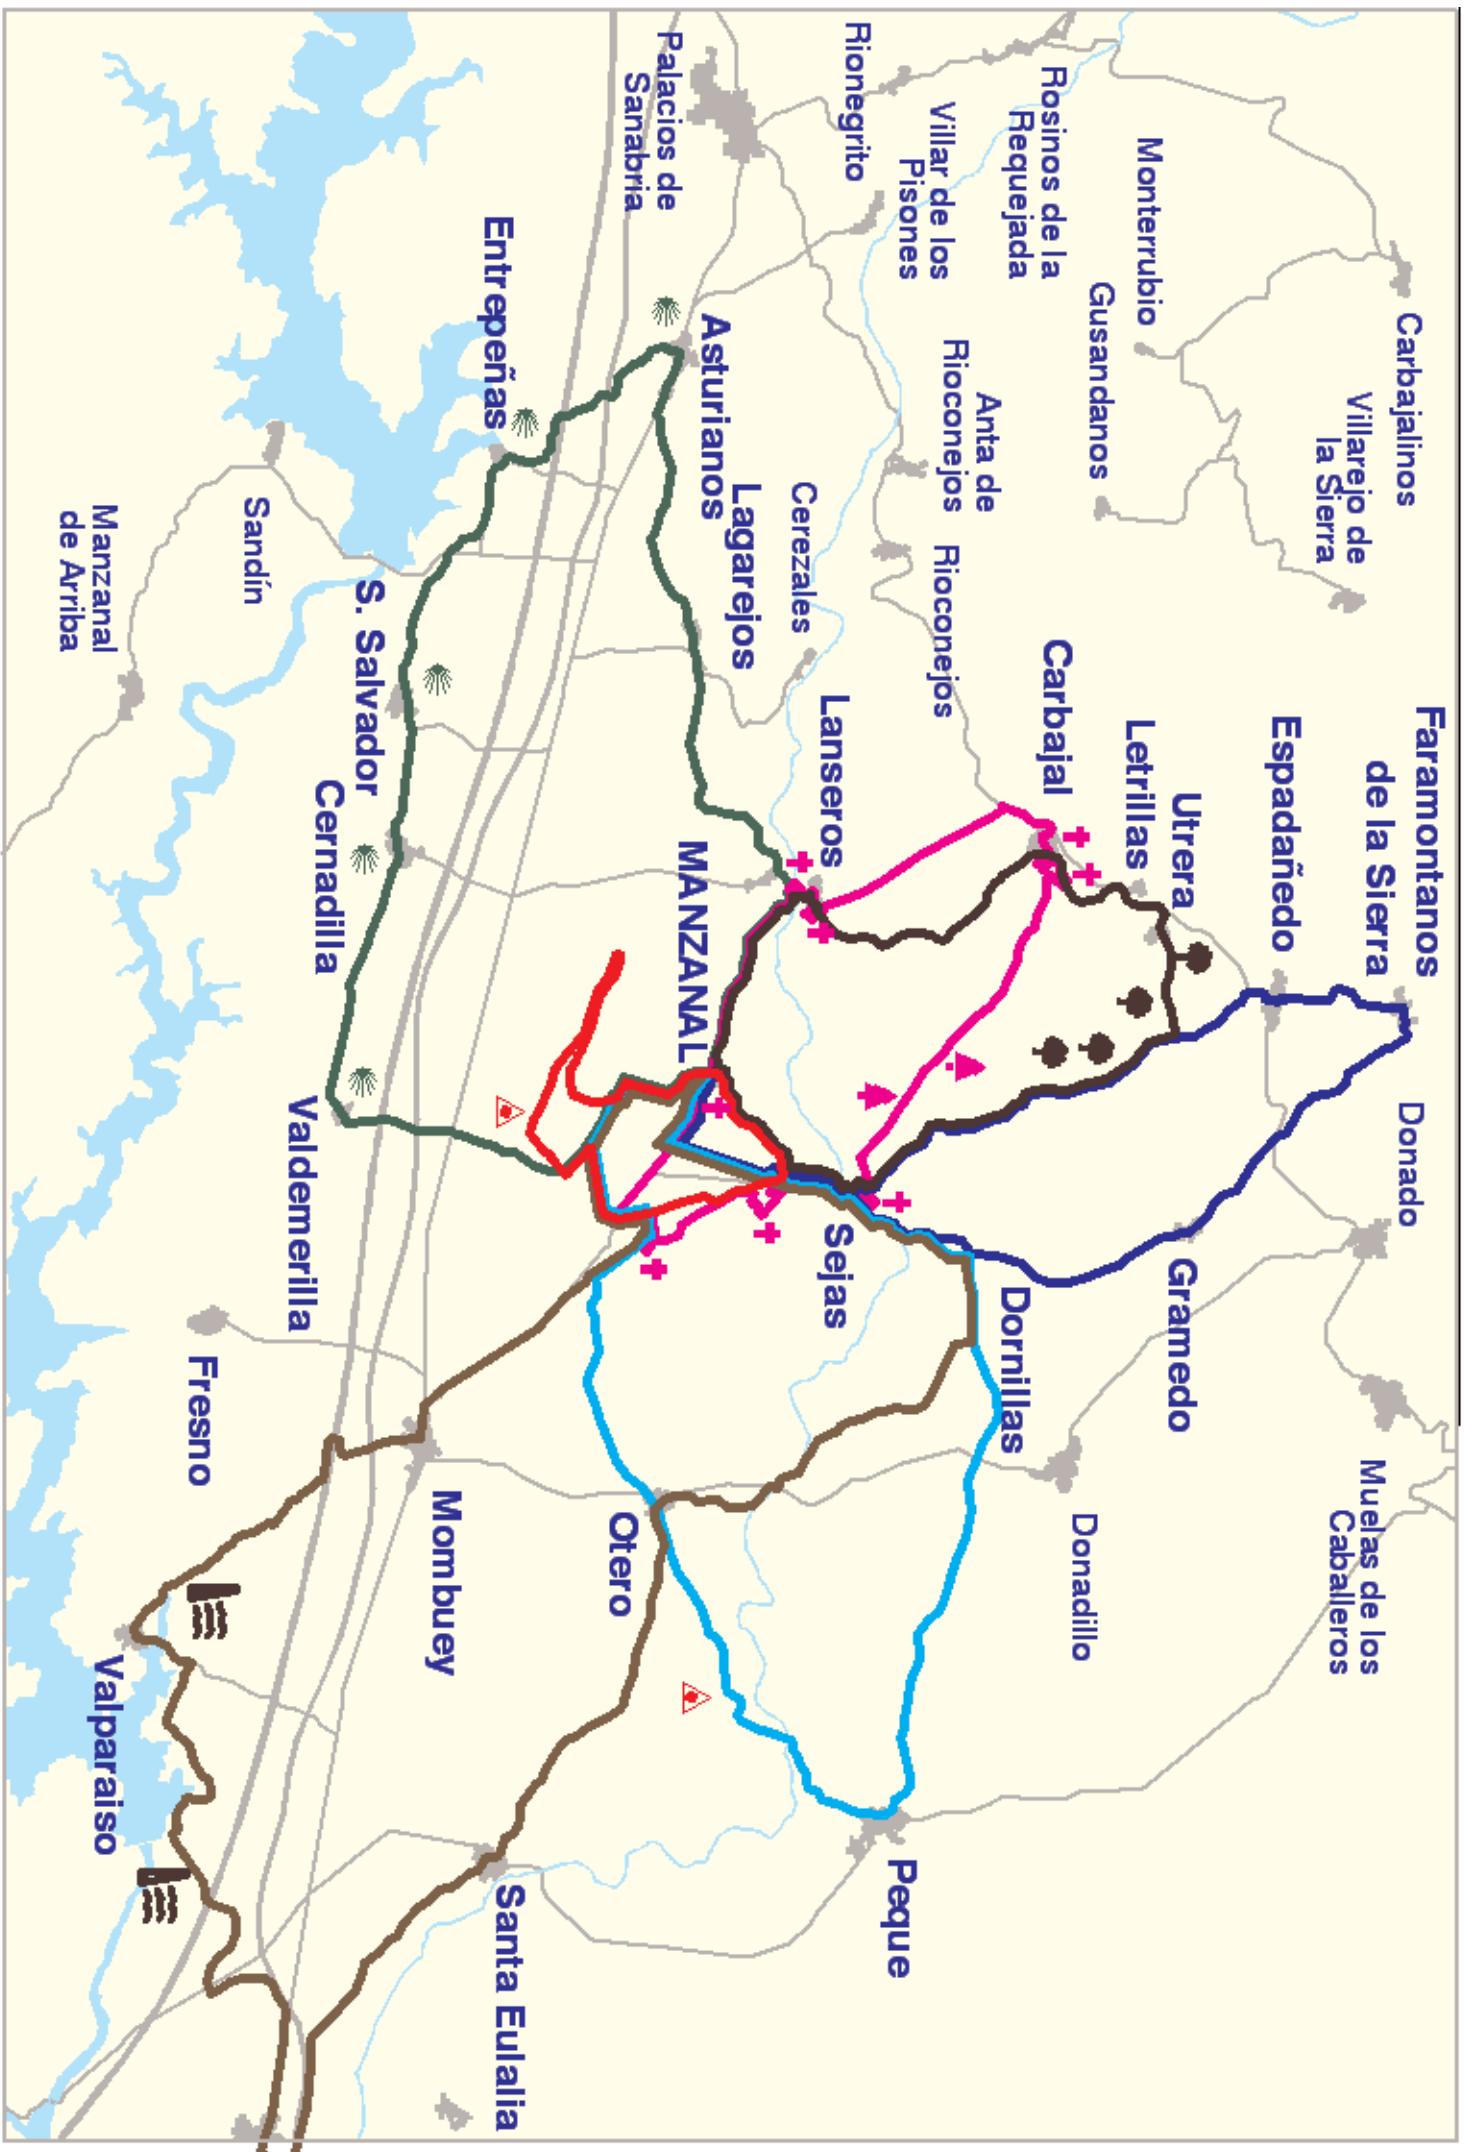 Carbajalinos
Villarejo de
la Sierra
Monterrubio
Gusandanos
Rosinos de la
Requejada
Villar de los
Pisones
Rionegrito
Palacios de
Sanabria
Anta de
Rioconejos
Rioconejos
Cerezales
Asturianos
Lagarejos
Entrepeñas
Sandín
Manzanal
de Arriba
S. Salvador
Cernadilla
Lanseros
MANZANAL
Carbajal
Letrillas
Utrera
Espadañedo
Faramontanos
de la Sierra
Donado
Gramedo
Dornillas
Sejas
Valdemerilla
Fresno
Mombuey
Otero
Donadillo
Muelas de los
Caballeros
Valparaiso
Peque
Santa Eulalia